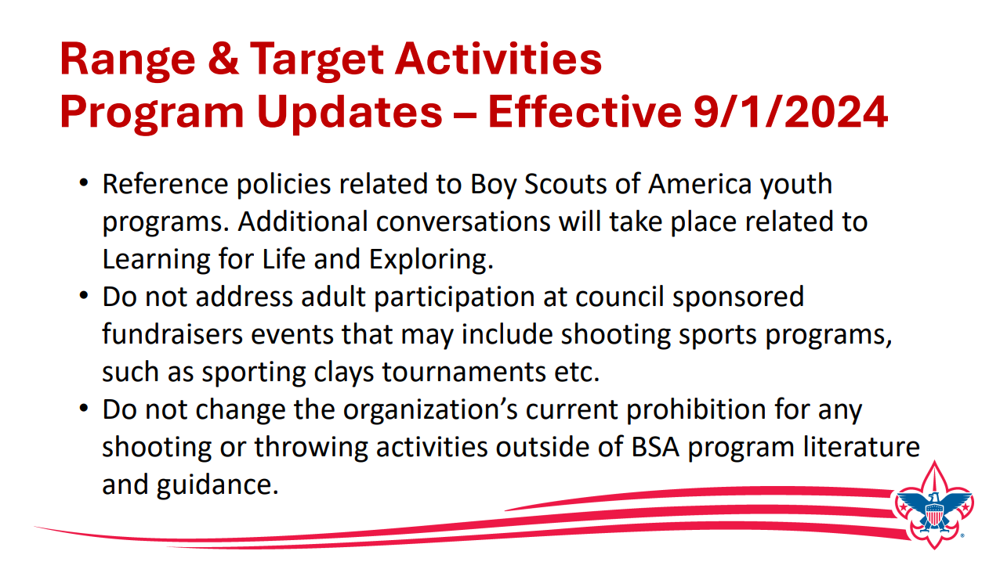 Range & Target Activities
Program Updates – Effective 9/1/2024
• Reference policies related to Boy Scouts of America youth
programs. Additional conversations will take place related to
Learning for Life and Exploring.
• Do not address adult participation at council sponsored
fundraisers events that may include shooting sports programs,
such as sporting clays tournaments etc.
• Do not change the organization’s current prohibition for any
shooting or throwing activities outside of BSA program literature
and guidance.
®